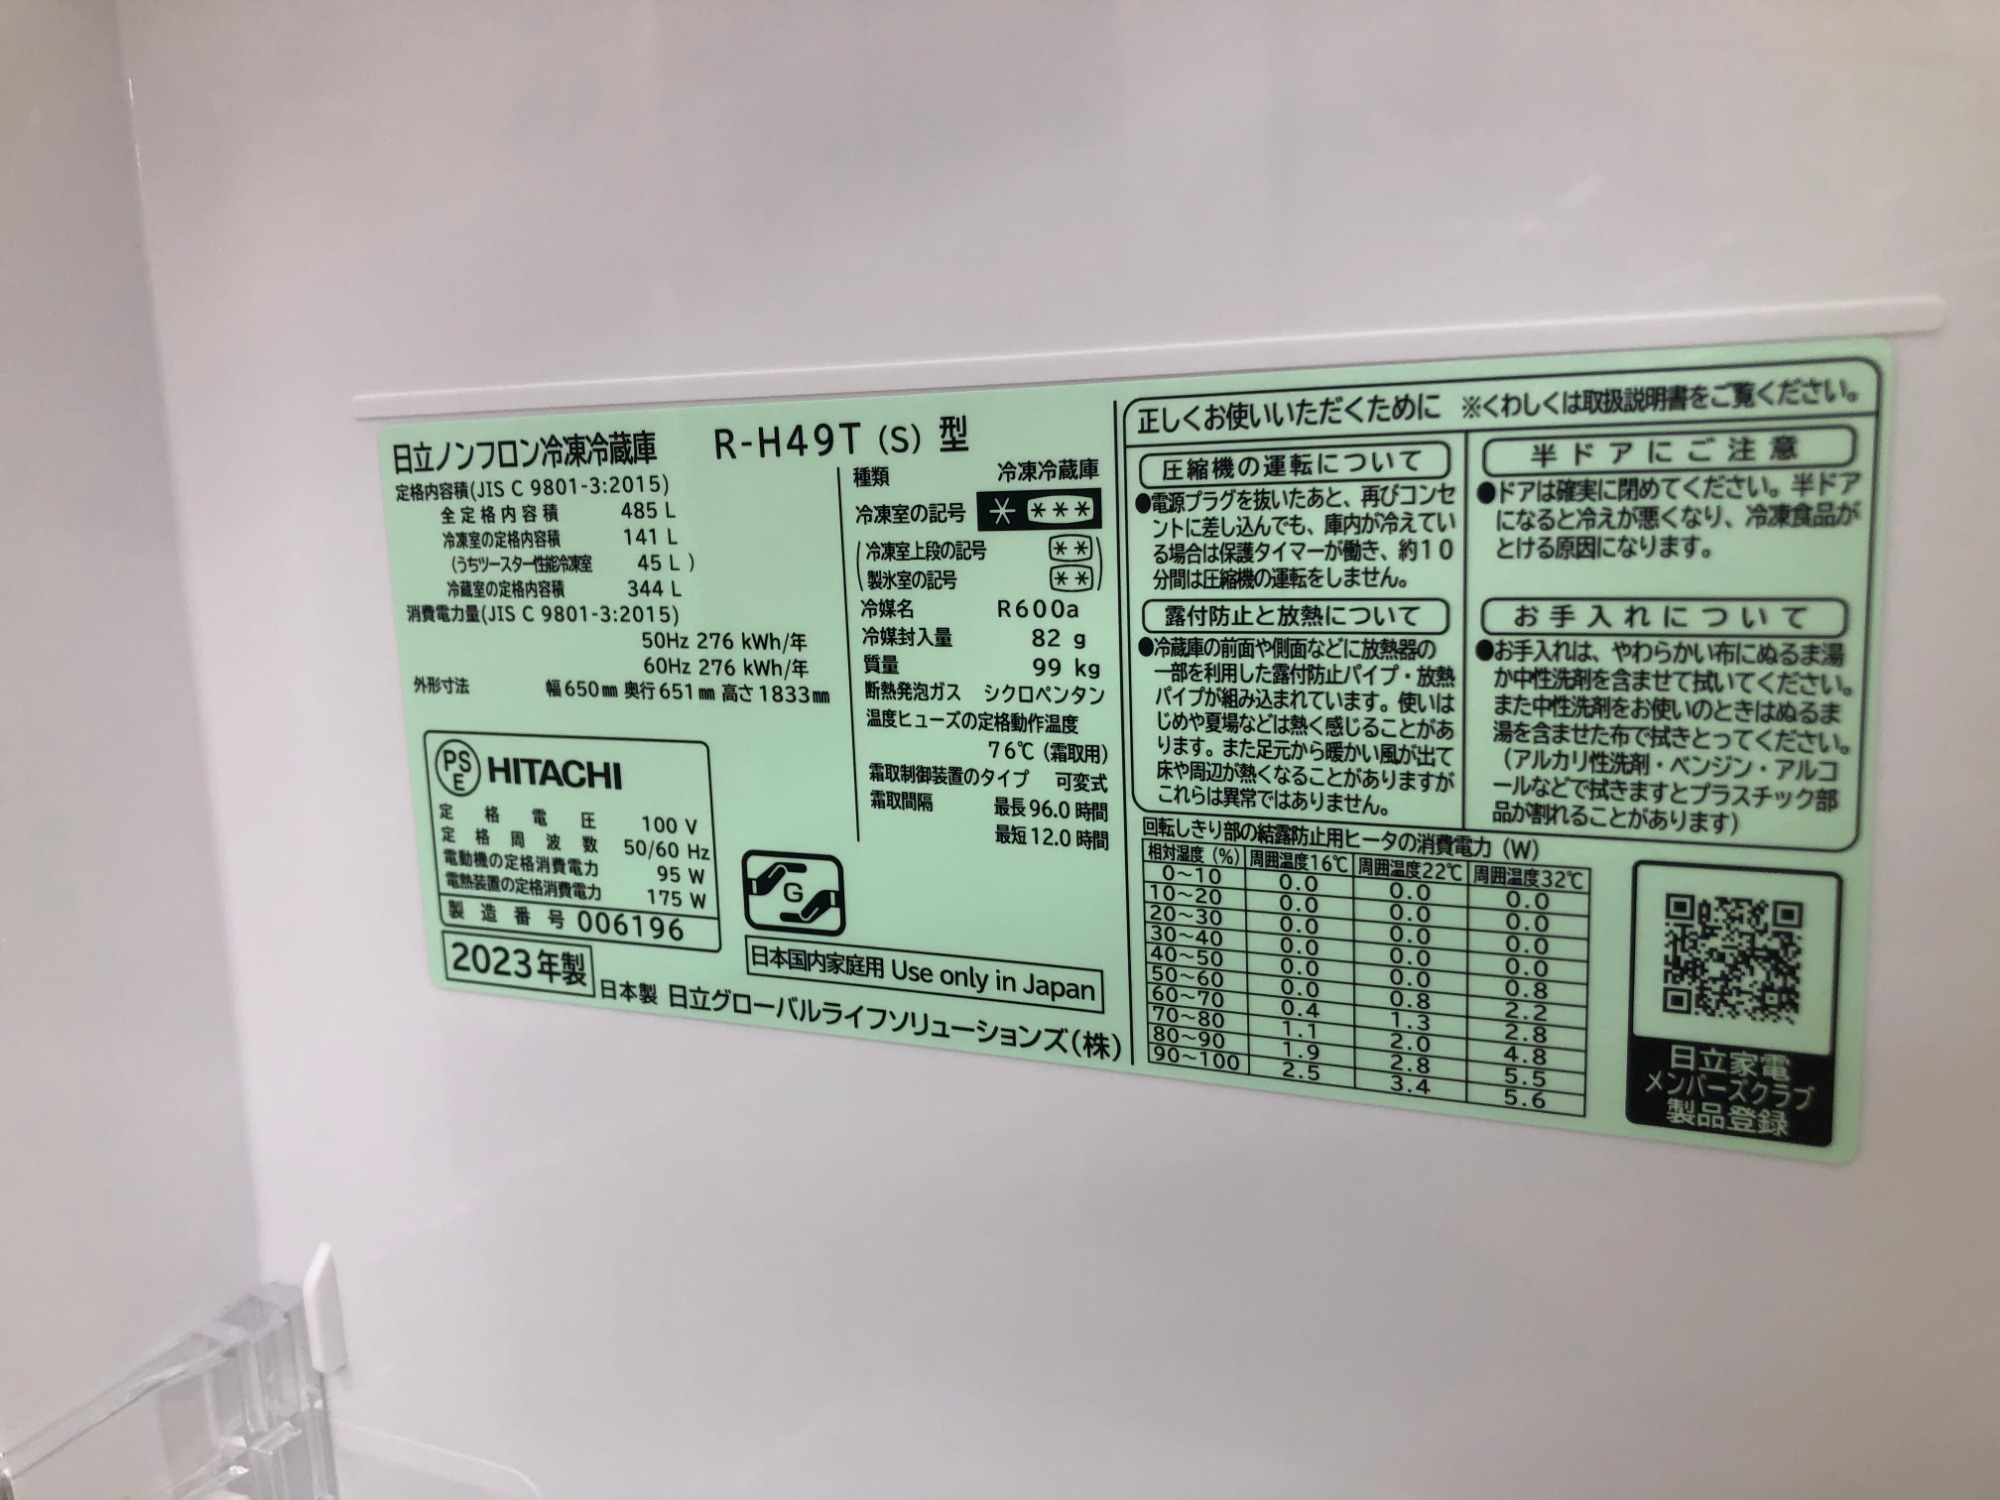 日立ノンフロン冷凍冷蔵庫 R-H49T (S) 型
定格内容積(JIS C 9801-3:2015)
全定格内容積 485 L
冷凍室の定格内容積 141 L
(うちツースター性能冷凍室 45 L )
冷蔵室の定格内容積 344 L
消費電力量(JIS C 9801-3:2015)
50Hz 276 kWh/年
60Hz 276 kWh/年
外形寸法 幅650㎜ 奥行651㎜ 高さ1833㎜
PS
E
HITACHI
定格電圧 100 V
定格周波数 50/60 Hz
電動機の定格消費電力 95 W
電熱装置の定格消費電力 175 W
製造番号 006196
2023年製
日本製 日立グローバルライフソリューションズ(株)
種類 冷凍冷蔵庫
冷凍室の記号 * ***
(冷凍室上段の記号 **
製氷室の記号 **)
冷媒名 R600a
冷媒封入量 82 g
質量 99 kg
断熱発泡ガス シクロペンタン
温度ヒューズの定格動作温度
76℃(霜取用)
霜取制御装置のタイプ 可変式
霜取間隔 最長96.0時間
最短12.0時間
G
日本国内家庭用 Use only in Japan
正しくお使いいただくために ※くわしくは取扱説明書をご覧ください。
圧縮機の運転について
●電源プラグを抜いたあと、再びコンセ
ントに差し込んでも、庫内が冷えてい
る場合は保護タイマーが働き、約10
分間は圧縮機の運転をしません。
露付防止と放熱について
●冷蔵庫の前面や側面などに放熱器の
一部を利用した露付防止パイプ・放熱
パイプが組み込まれています。使いは
じめや夏場などは熱く感じることがあ
ります。また足元から暖かい風が出て
床や周辺が熱くなることがありますが
これらは異常ではありません。
半ドアにご注意
●ドアは確実に閉めてください。半ドア
になると冷えが悪くなり、冷凍食品が
とける原因になります。
お手入れについて
●お手入れは、やわらかい布にぬるま湯
か中性洗剤を含ませて拭いてください。
また中性洗剤をお使いのときはぬるま
湯を含ませた布で拭きとってください。
(アルカリ性洗剤・ベンジン・アルコ
ールなどで拭きますとプラスチック部
品が割れることがあります)
回転しきり部の結露防止用ヒータの消費電力(W)
相対湿度(%) 周囲温度16℃ 周囲温度22℃ 周囲温度32℃
0～10 0.0 0.0 0.0
10～20 0.0 0.0 0.0
20～30 0.0 0.0 0.0
30～40 0.0 0.0 0.0
40～50 0.0 0.0 0.8
50～60 0.0 0.8 2.2
60～70 0.4 1.3 2.8
70～80 1.1 2.0 4.8
80～90 1.9 2.8 5.5
90～100 2.5 3.4 5.6
日立家電
メンバーズクラブ
製品登録